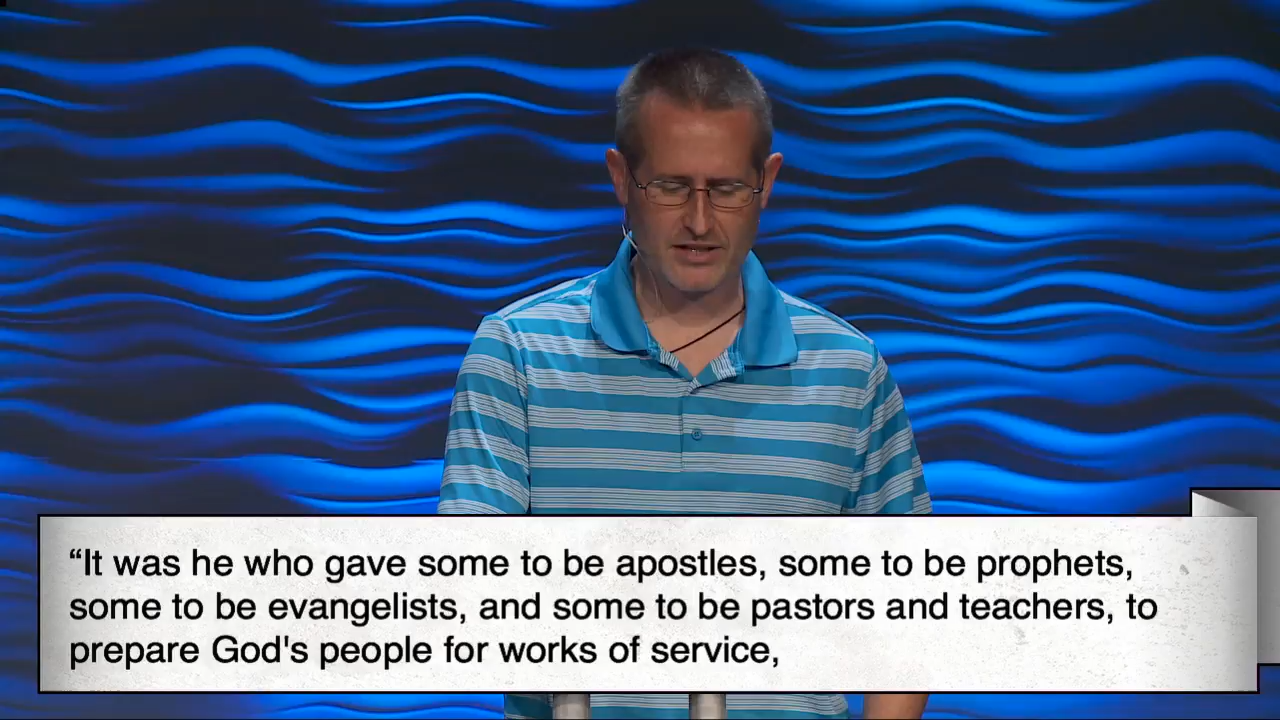 “It was he who gave some to be apostles, some to be prophets,
some to be evangelists, and some to be pastors and teachers, to
prepare God's people for works of service,